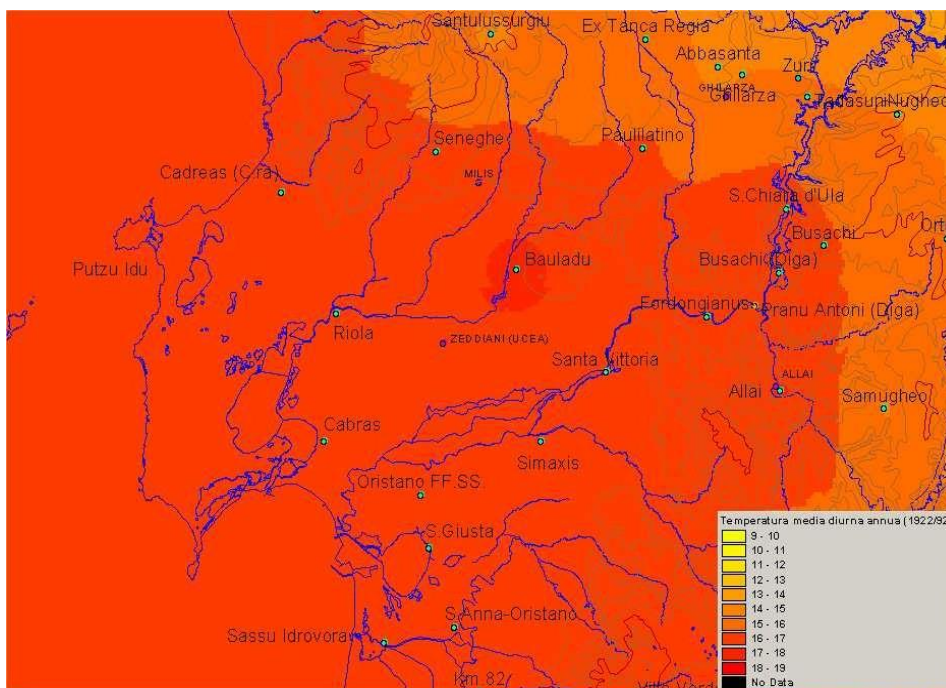 Santulussurgiu
Ex Tanca Regia
Abbasanta
Zuri
GHILARZA
Ghilarza
TadasuniNugheo
Seneghe
Paulilatino
Cadreas (C.ra)
MILIS
S.Chiara d'Ula
Busachi
Ort
Putzu Idu
Bauladu
Busachi (Diga)
Fordongianus
Pranu Antoni (Diga)
Riola
ZEDDIANI (UCEA)
Santa Vittoria
ALLAI
Allai
Samugheo
Cabras
Simaxis
Oristano FF.SS.
S.Giusta
S.Anna-Oristano
Sassu Idrovora
Km.82
Temperatura media diurna annua (1922/92
9 - 10
10 - 11
11 - 12
12 - 13
13 - 14
14 - 15
15 - 16
16 - 17
17 - 18
18 - 19
No Data